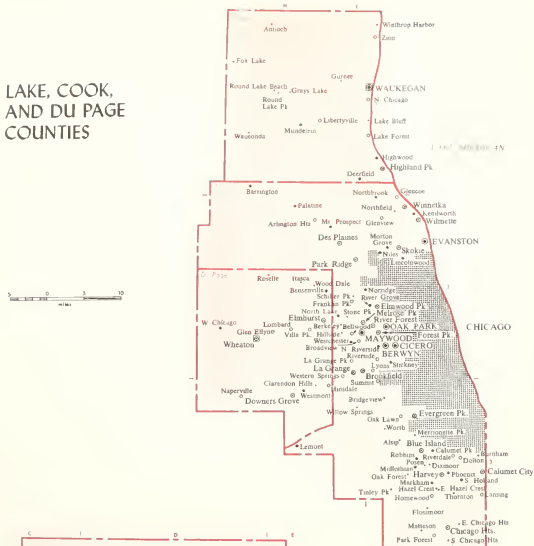 LAKE, COOK,
AND DU PAGE
COUNTIES
Antioch
Winthrop Harbor
Zion
Fox Lake
Gurnee
Round Lake Beach
Grays Lake
WAUKEGAN
Round
Lake Pk
N Chicago
Libertyville
Lake Bluff
Mundelein
Wauconda
Lake Forest
Highwood
Highland Pk.
Deerfield
Barrington
Northbrook
Glencoe
Palatine
Northfield
Winnetka
Kenilworth
Arlington Hts
Mt Prospect
Glenview
Wilmette
Des Plaines
Morton
Grove
EVANSTON
Skokie
Niles
Park Ridge
Lincolnwood
Roselle
Itasca
Wood Dale
Norridge
Bensenville
Schiller Pk
River Grove
Franklin Pk
Elmwood Pk
North Lake
Stone Pk
Melrose Pk
Elmhurst
River Forest
W Chicago
Lombard
Berkeley
Bellwood
OAK PARK
CHICAGO
Glen Ellyn
Villa Pk
Hillside
MAYWOOD
Forest Pk
Wheaton
Westchester
CICERO
Broadview
N Riverside
BERWYN
Riverside
La Grange Pk
Lyons
Stickney
La Grange
Western Springs
Brookfield
Clarendon Hills
Summit
Hinsdale
Naperville
Westmont
Downers Grove
Bridgeview
Willow Springs
Evergreen Pk.
Oak Lawn
Worth
Merrionette Pk.
Alsip
Blue Island
Lemont
Calumet Pk
Burnham
Robbins
Riverdale
Dolton
Posen
Dixmoor
Midlothian
Calumet City
Oak Forest
Harvey
Phoenix
Markham
S Holland
Tinley Pk
Hazel Crest
E Hazel Crest
Homewood
Thornton
Lansing
Flossmoor
Matteson
E. Chicago Hts
Chicago Hts.
Park Forest
S Chicago Hts
5 0 5 10
miles
C
D
E